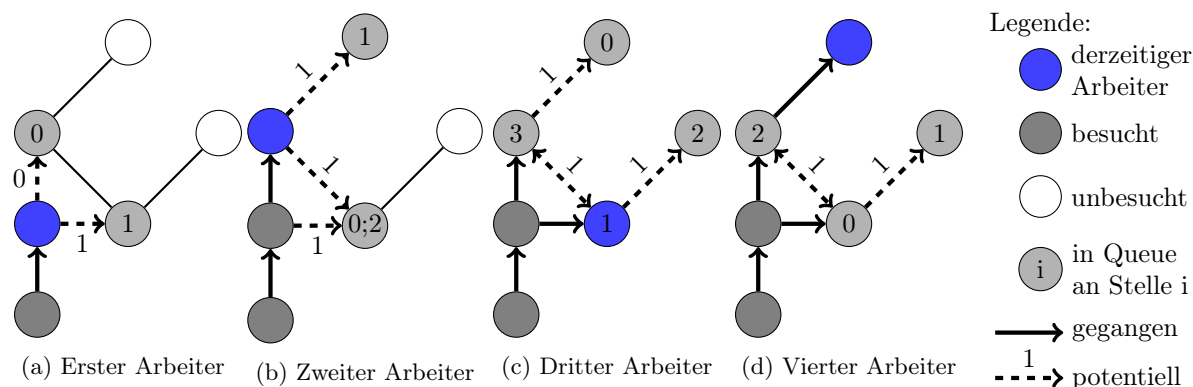 0
0
1
1
(a) Erster Arbeiter
1
1
1
1
0;2
(b) Zweiter Arbeiter
0
1
3
2
1
1
1
(c) Dritter Arbeiter
2
1
1
1
0
(d) Vierter Arbeiter
Legende:
derzeitiger
Arbeiter
besucht
unbesucht
i
in Queue
an Stelle i
gegangen
1
potentiell